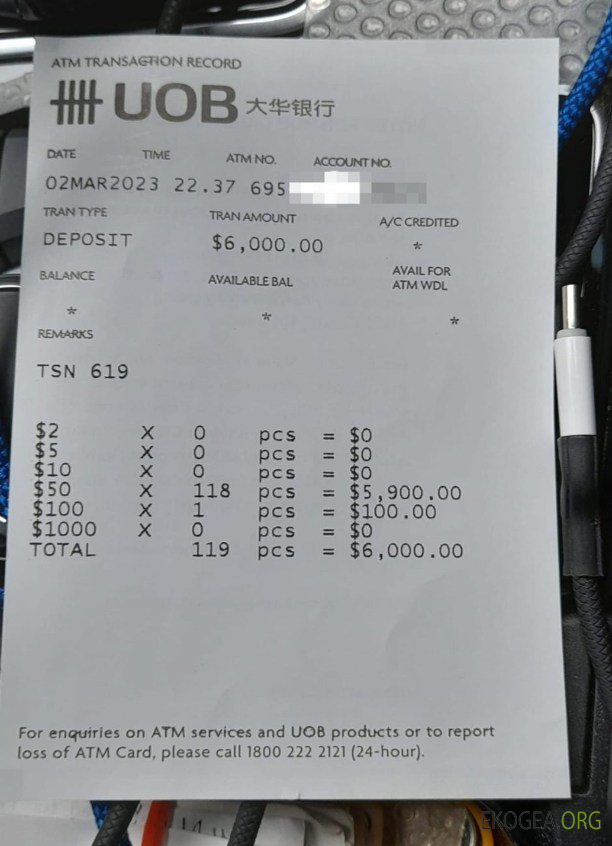 ATM TRANSACTION RECORD
UOB 大华银行
DATE TIME ATM NO. ACCOUNT NO.
02MAR2023 22.37 695
TRAN TYPE TRAN AMOUNT A/C CREDITED
DEPOSIT $6,000.00 *
BALANCE AVAILABLE BAL AVAIL FOR
ATM WDL
* * *
REMARKS
TSN 619
$2 X 0 pcs = $0
$5 X 0 pcs = $0
$10 X 0 pcs = $0
$50 X 118 pcs = $5,900.00
$100 X 1 pcs = $100.00
$1000 X 0 pcs = $0
TOTAL 119 pcs = $6,000.00
For enquiries on ATM services and UOB products or to report
loss of ATM Card, please call 1800 222 2121 (24-hour).
EKOGEA.ORG